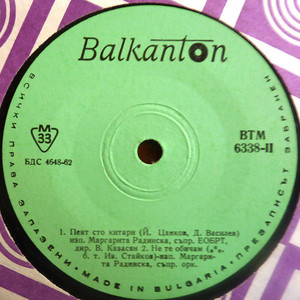 Balkanton
ВСИЧКИ ПРАВА ЗАПАЗЕНИ
ПРЕЗАПИСЪТ ЗАБРАНЕН
M
33
БДС 4648-62
ВТМ
6338-II
1. Пеят сто китари (Й. Цанков, Д. Василев)
изп. Маргарита Радинска, съпр. ЕОБРТ,
дир. В. Казасян 2. Не те обичам (м.
б. т. Ив. Стайков)-изп. Маргари-
та Радинска, съпр. орк.
MADE IN BULGARIA